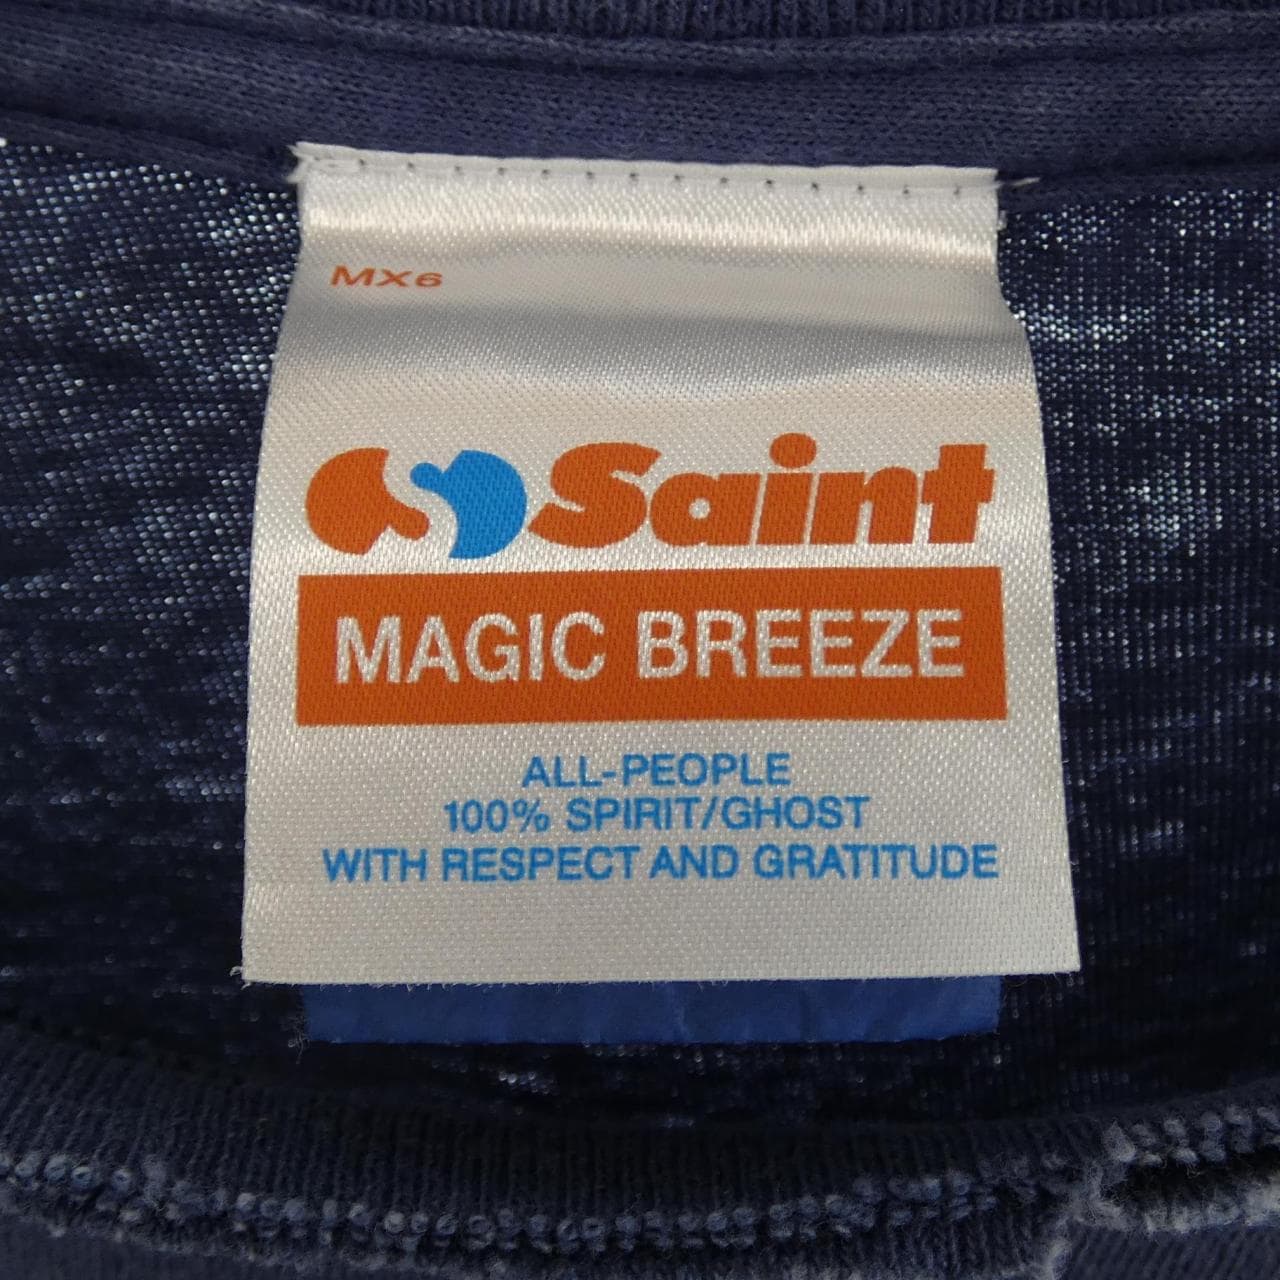 MX6
Saint
MAGIC BREEZE
ALL-PEOPLE
100% SPIRIT/GHOST
WITH RESPECT AND GRATITUDE